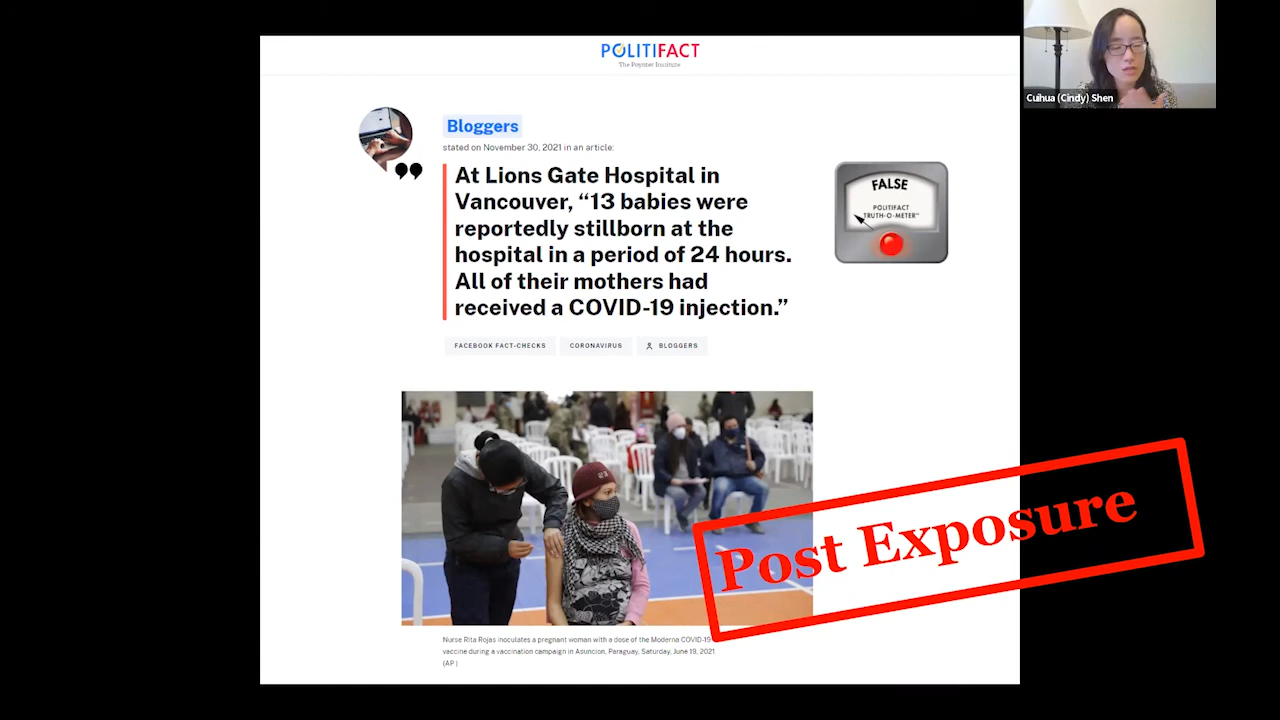 POLITIFACT
The Poynter Institute
Cuihua (Cindy) Shen
Bloggers
stated on November 30, 2021 in an article:
At Lions Gate Hospital in
Vancouver, “13 babies were
reportedly stillborn at the
hospital in a period of 24 hours.
All of their mothers had
received a COVID-19 injection.”
FALSE
POLITIFACT
TRUTH-O-METER™
FACEBOOK FACT-CHECKS
CORONAVIRUS
BLOGGERS
Post Exposure
Nurse Rita Rojas inoculates a pregnant woman with a dose of the Moderna COVID-19
vaccine during a vaccination campaign in Asuncion, Paraguay, Saturday, June 19, 2021
(AP )